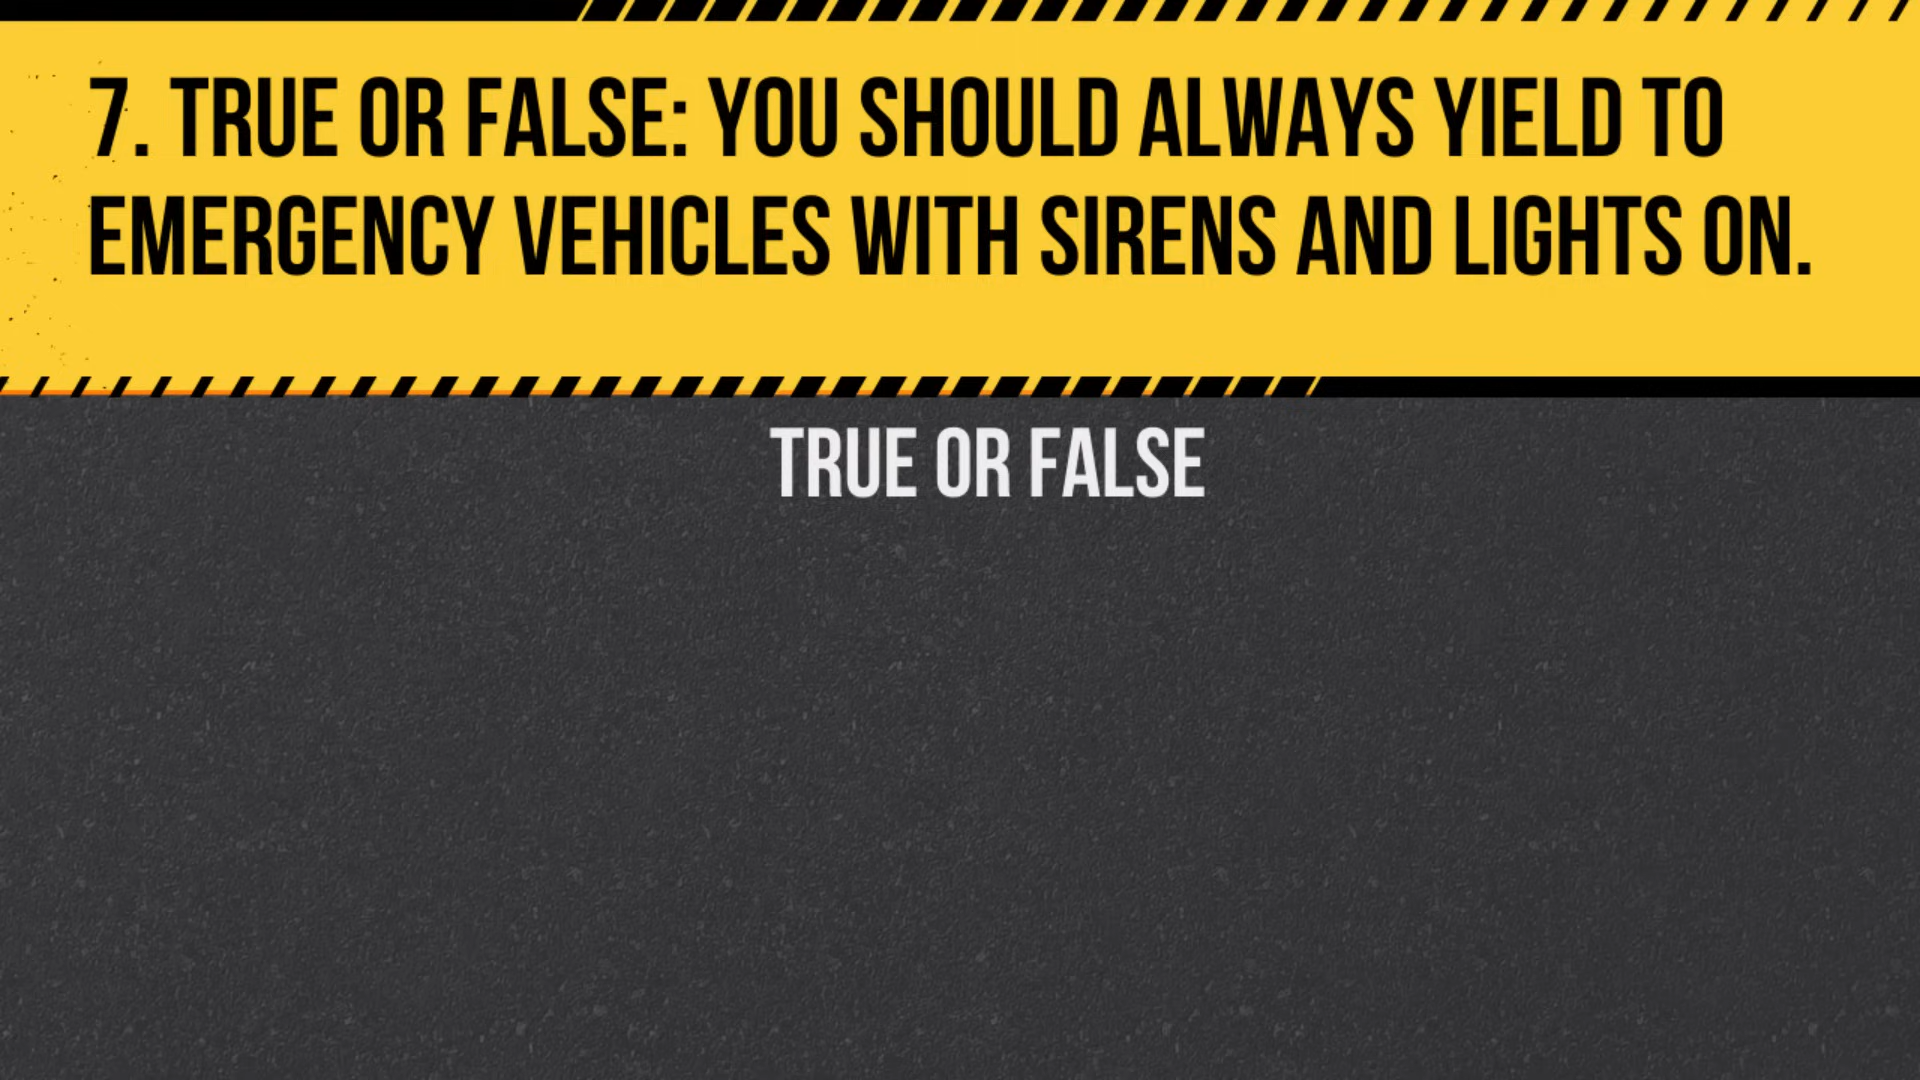 7. TRUE OR FALSE: YOU SHOULD ALWAYS YIELD TO
EMERGENCY VEHICLES WITH SIRENS AND LIGHTS ON.
TRUE OR FALSE